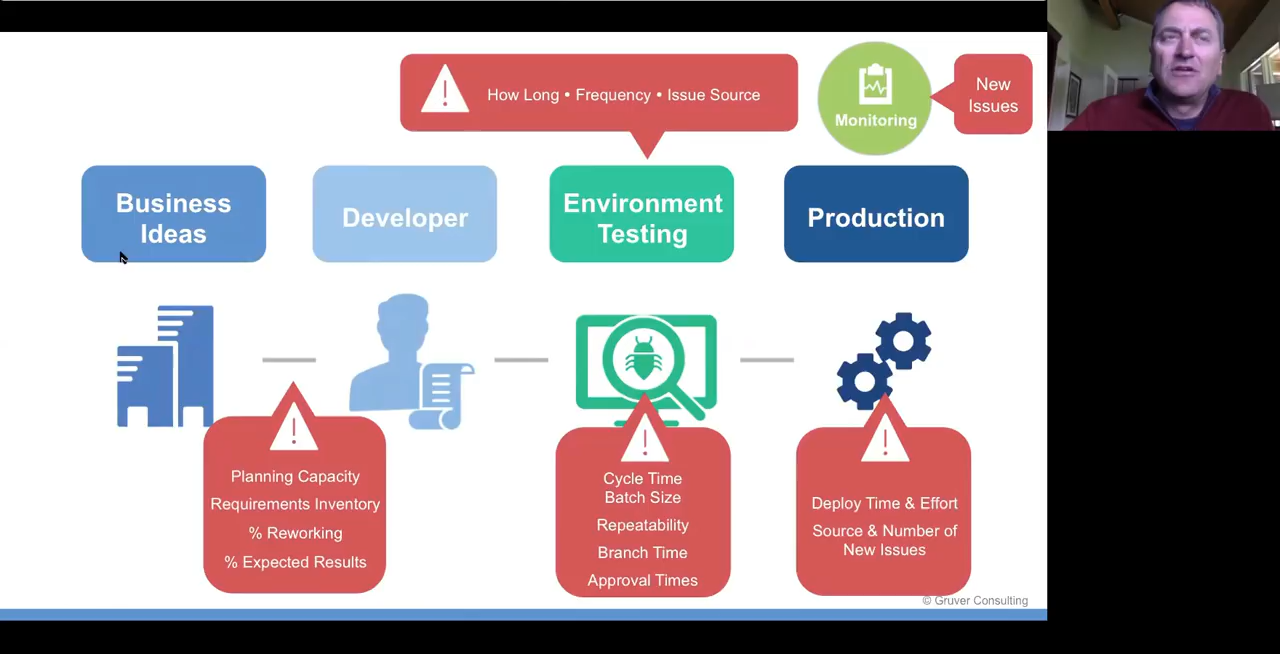 How Long • Frequency • Issue Source
Monitoring
New
Issues
Business
Ideas
Developer
Environment
Testing
Production
Planning Capacity
Requirements Inventory
% Reworking
% Expected Results
Cycle Time
Batch Size
Repeatability
Branch Time
Approval Times
Deploy Time & Effort
Source & Number of
New Issues
© Gruver Consulting